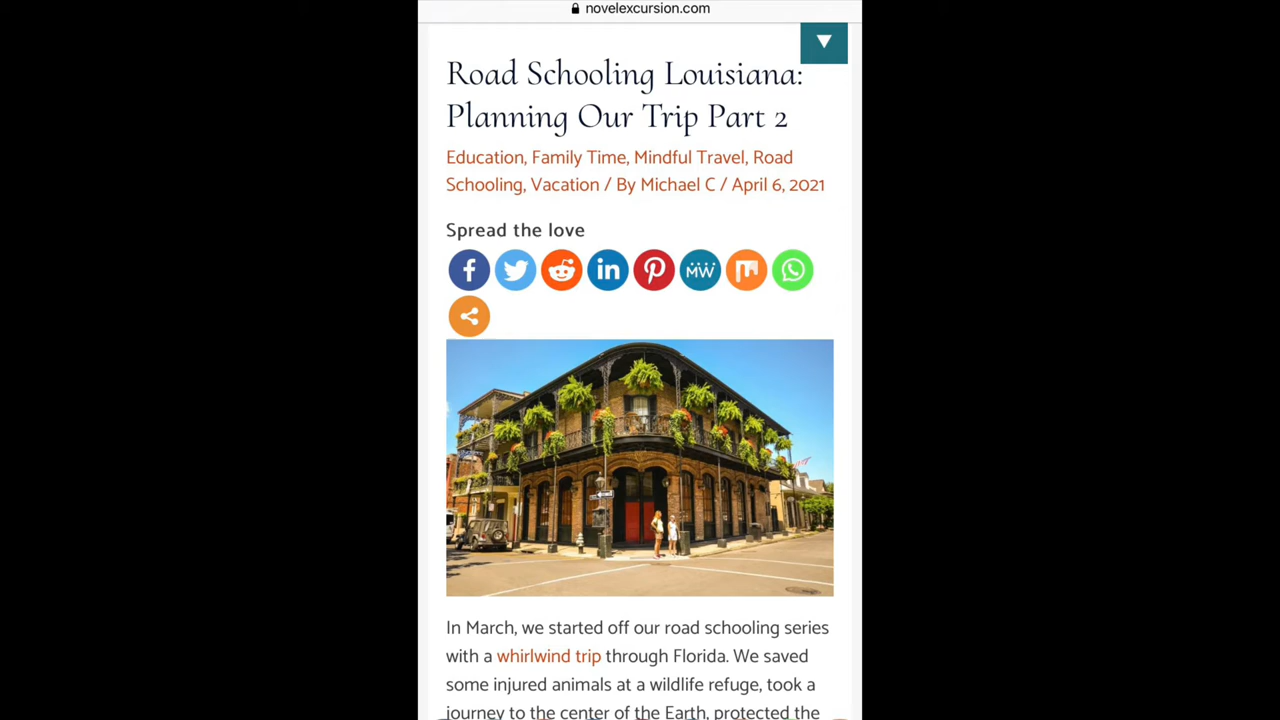 novelexcursion.com
Road Schooling Louisiana:
Planning Our Trip Part 2
Education, Family Time, Mindful Travel, Road
Schooling, Vacation / By Michael C / April 6, 2021
Spread the love
In March, we started off our road schooling series
with a whirlwind trip through Florida. We saved
some injured animals at a wildlife refuge, took a
journey to the center of the Earth, protected the